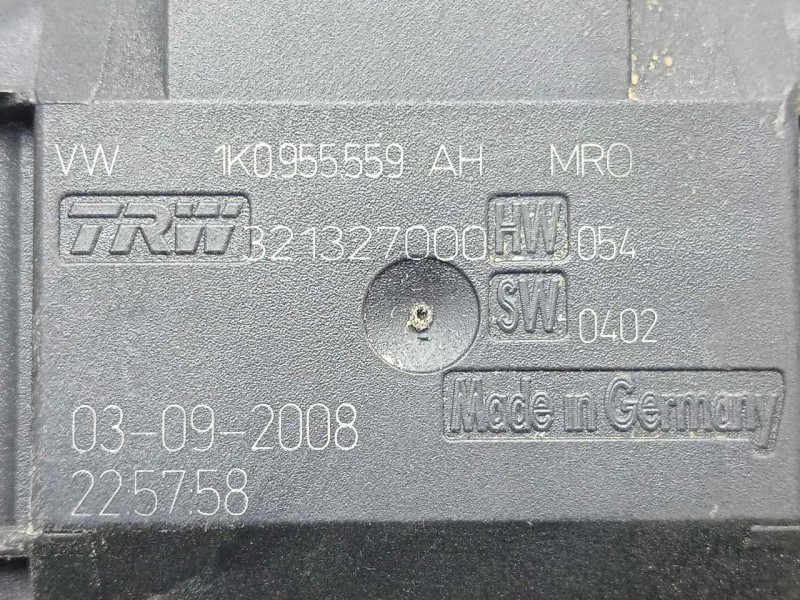 VW 1K0.955.559 AH MRO
TRW 321327000 HW 054
SW 0402
Made in Germany
03-09-2008
22:57:58